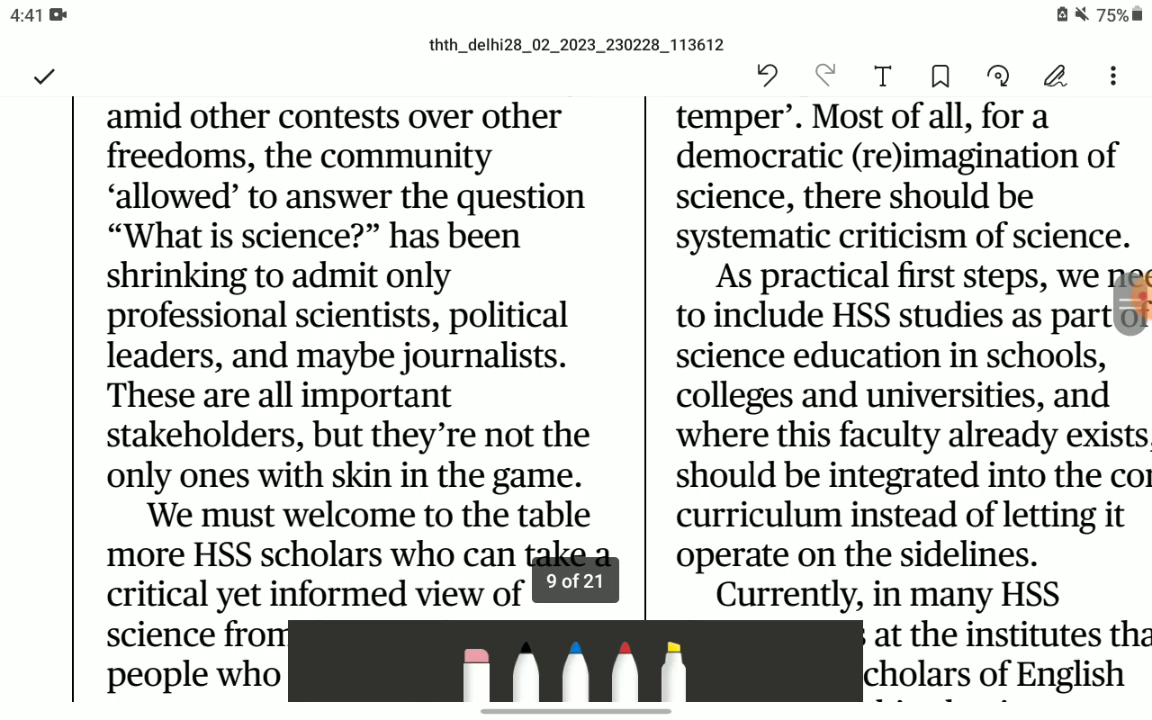 4:41
75%
thth_delhi28_02_2023_230228_113612
amid other contests over other
freedoms, the community
‘allowed’ to answer the question
“What is science?” has been
shrinking to admit only
professional scientists, political
leaders, and maybe journalists.
These are all important
stakeholders, but they’re not the
only ones with skin in the game.
We must welcome to the table
more HSS scholars who can take a
critical yet informed view of
science from
people who
temper’. Most of all, for a
democratic (re)imagination of
science, there should be
systematic criticism of science.
As practical first steps, we
to include HSS studies as part of
science education in schools,
colleges and universities, and
where this faculty already exists,
should be integrated into the
curriculum instead of letting it
operate on the sidelines.
Currently, in many HSS
at the institutes
scholars of English
9 of 21